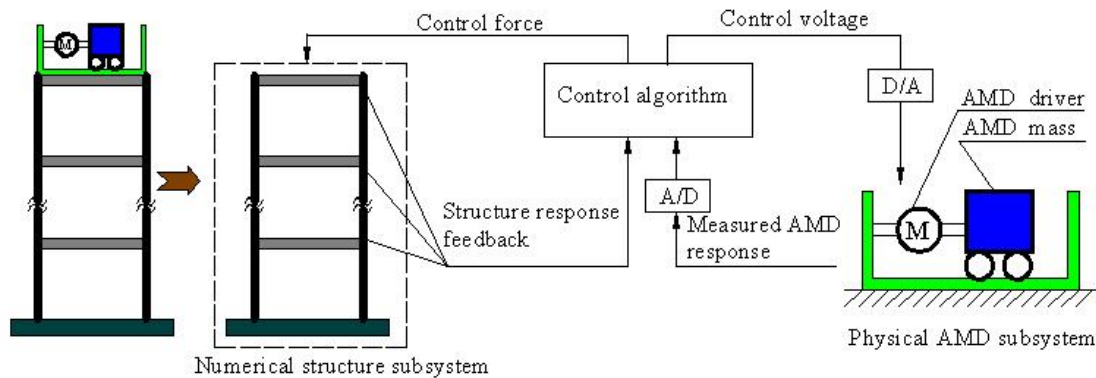 Control force
Control voltage
M
Control algorithm
D/A
AMD driver
AMD mass
A/D
Structure response
feedback
Measured AMD
response
M
Numerical structure subsystem
Physical AMD subsystem